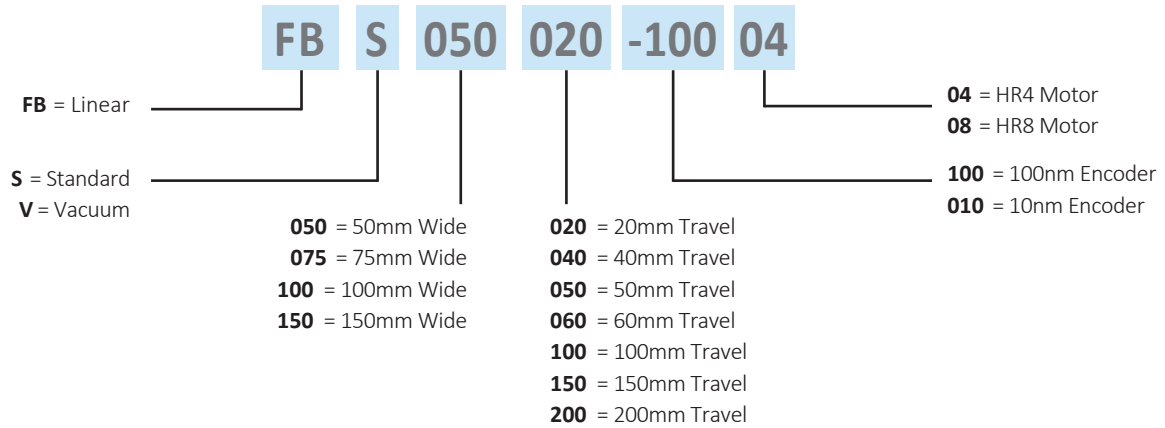 FB S 050 020 -100 04
FB = Linear
S = Standard
V = Vacuum
050 = 50mm Wide
075 = 75mm Wide
100 = 100mm Wide
150 = 150mm Wide
020 = 20mm Travel
040 = 40mm Travel
050 = 50mm Travel
060 = 60mm Travel
100 = 100mm Travel
150 = 150mm Travel
200 = 200mm Travel
04 = HR4 Motor
08 = HR8 Motor
100 = 100nm Encoder
010 = 10nm Encoder